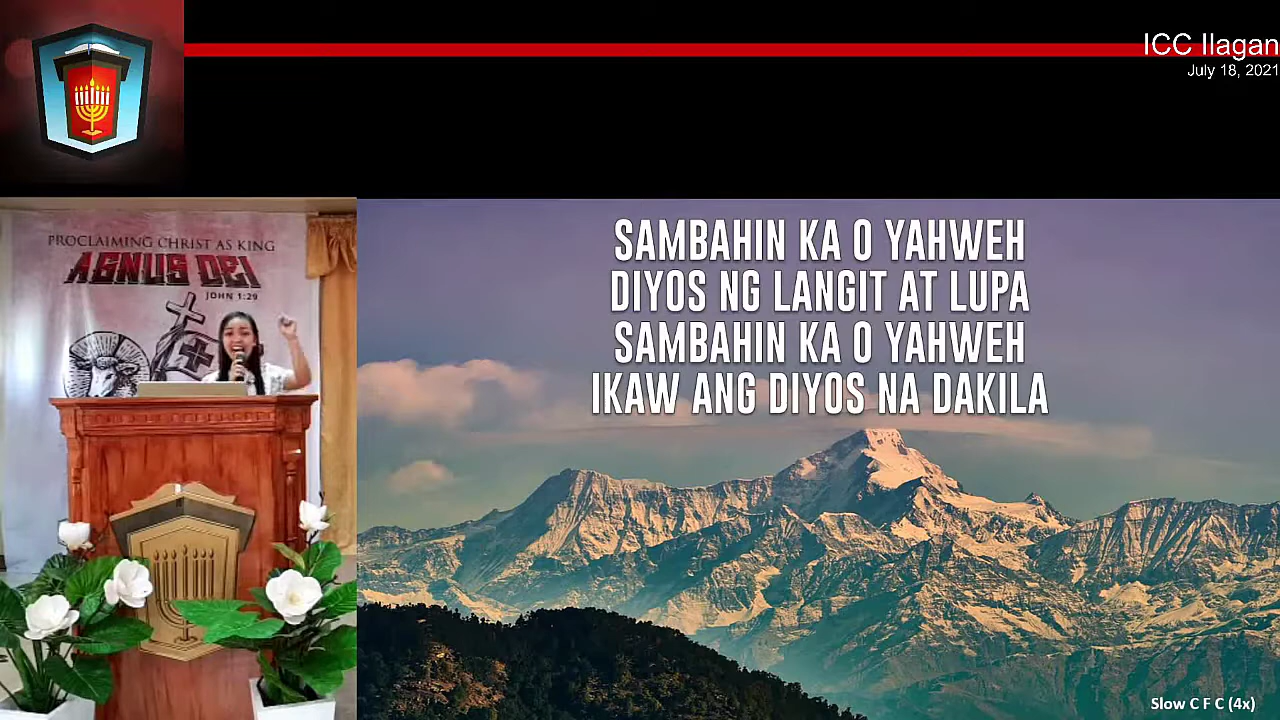 ICC Ilagan
July 18, 2021
PROCLAIMING CHRIST AS KING
AGNUS DEI
JOHN 1:29
SAMBAHIN KA O YAHWEH
DIYOS NG LANGIT AT LUPA
SAMBAHIN KA O YAHWEH
IKAW ANG DIYOS NA DAKILA
Slow C F C (4x)